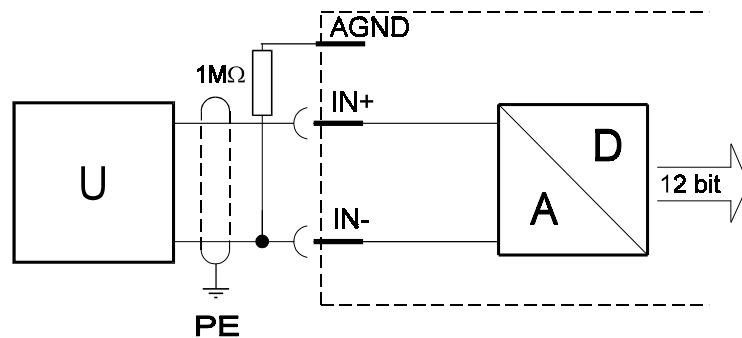 AGND
1MΩ
IN+
U
D
A
12 bit
IN-
PE